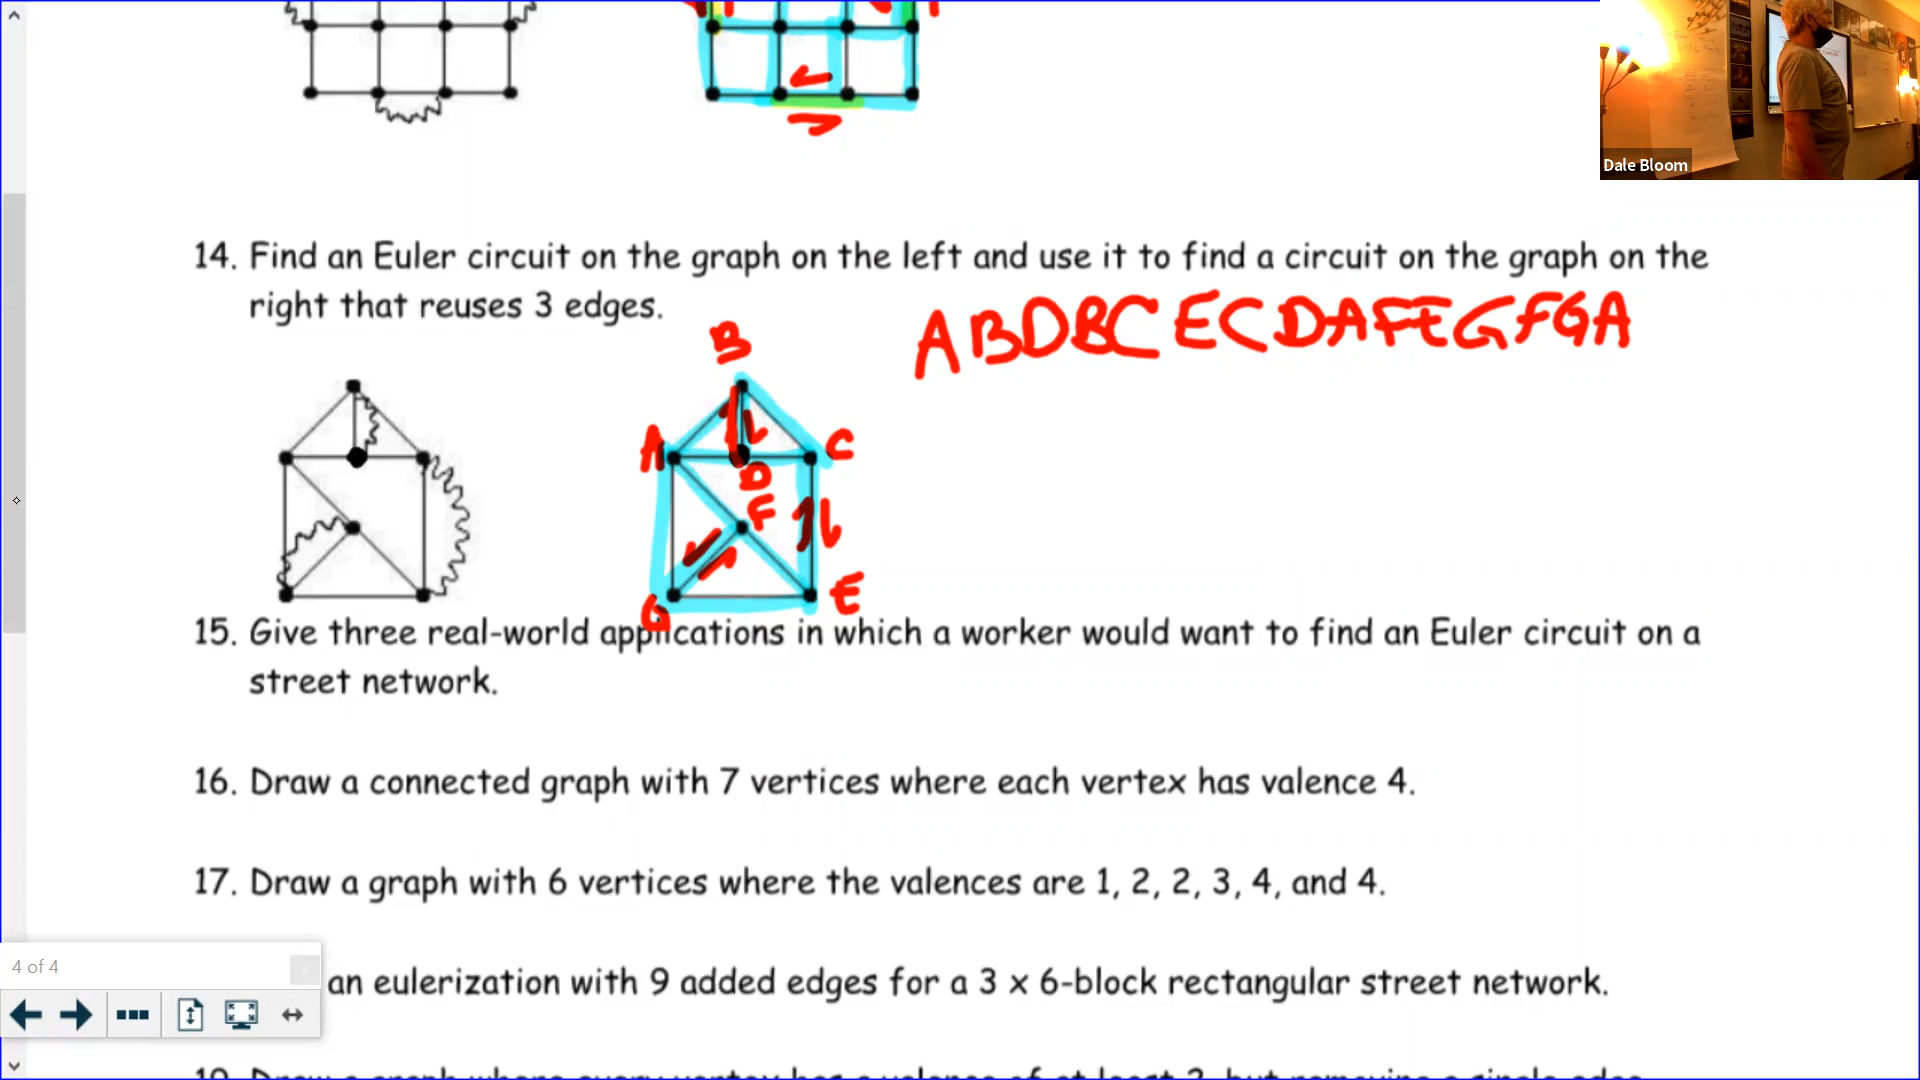 Dale Bloom
14. Find an Euler circuit on the graph on the left and use it to find a circuit on the graph on the
right that reuses 3 edges.
ABDBCECDAFEGFGA
B
A
C
D
F
E
G
15. Give three real-world applications in which a worker would want to find an Euler circuit on a
street network.
16. Draw a connected graph with 7 vertices where each vertex has valence 4.
17. Draw a graph with 6 vertices where the valences are 1, 2, 2, 3, 4, and 4.
4 of 4
an eulerization with 9 added edges for a 3 x 6-block rectangular street network.